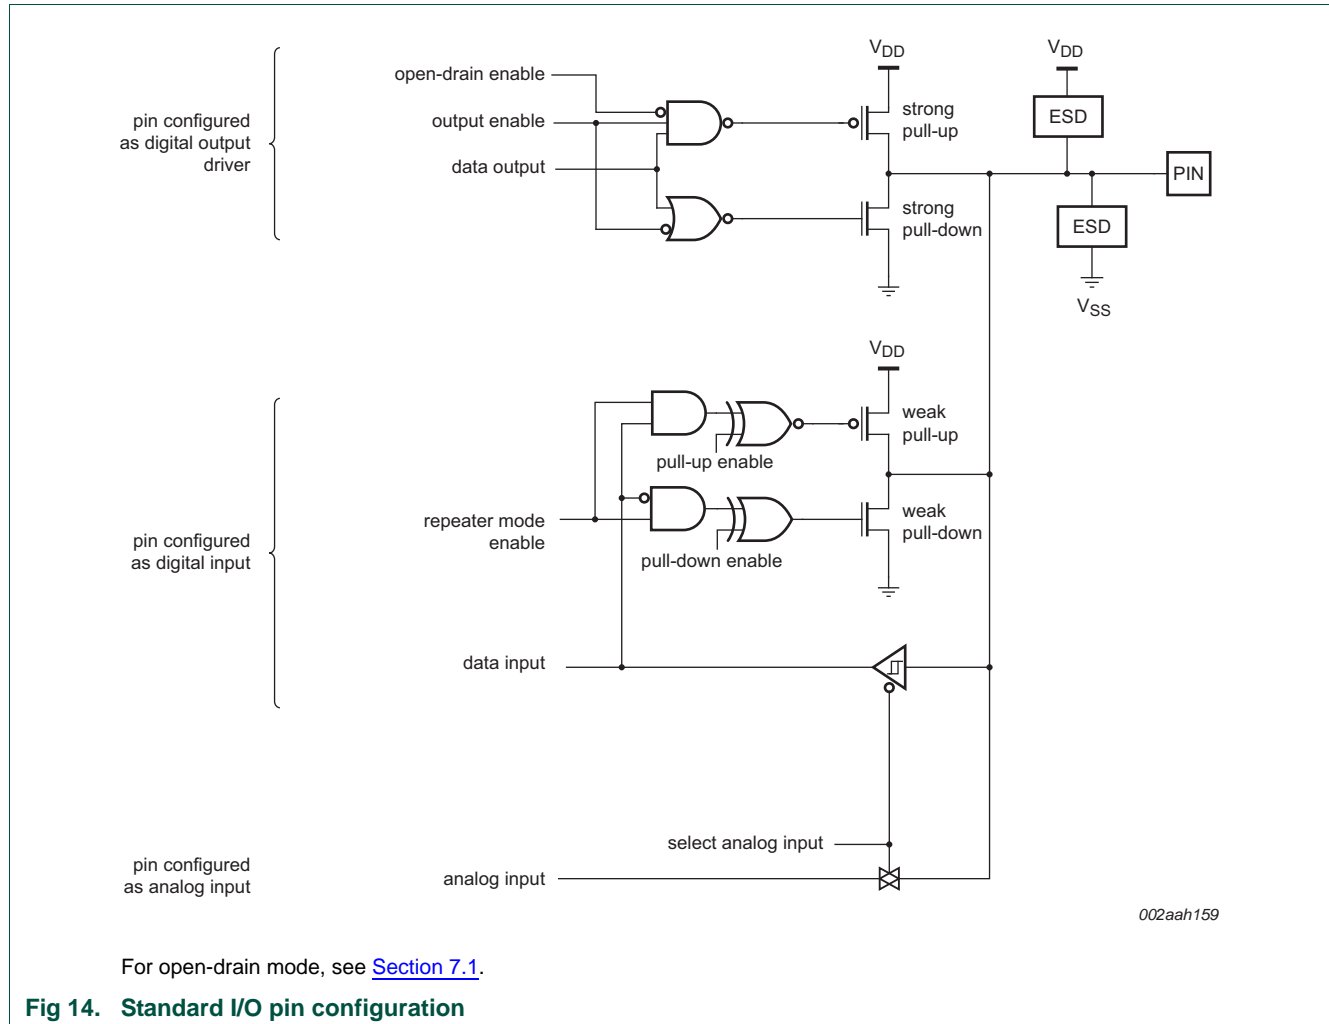 pin configured
as digital output
driver
open-drain enable
output enable
data output
VDD
strong
pull-up
strong
pull-down
VDD
ESD
PIN
ESD
VSS
pin configured
as digital input
VDD
weak
pull-up
pull-up enable
repeater mode
enable
weak
pull-down
pull-down enable
data input
select analog input
pin configured
as analog input
analog input
002aah159
For open-drain mode, see Section 7.1.
Fig 14. Standard I/O pin configuration